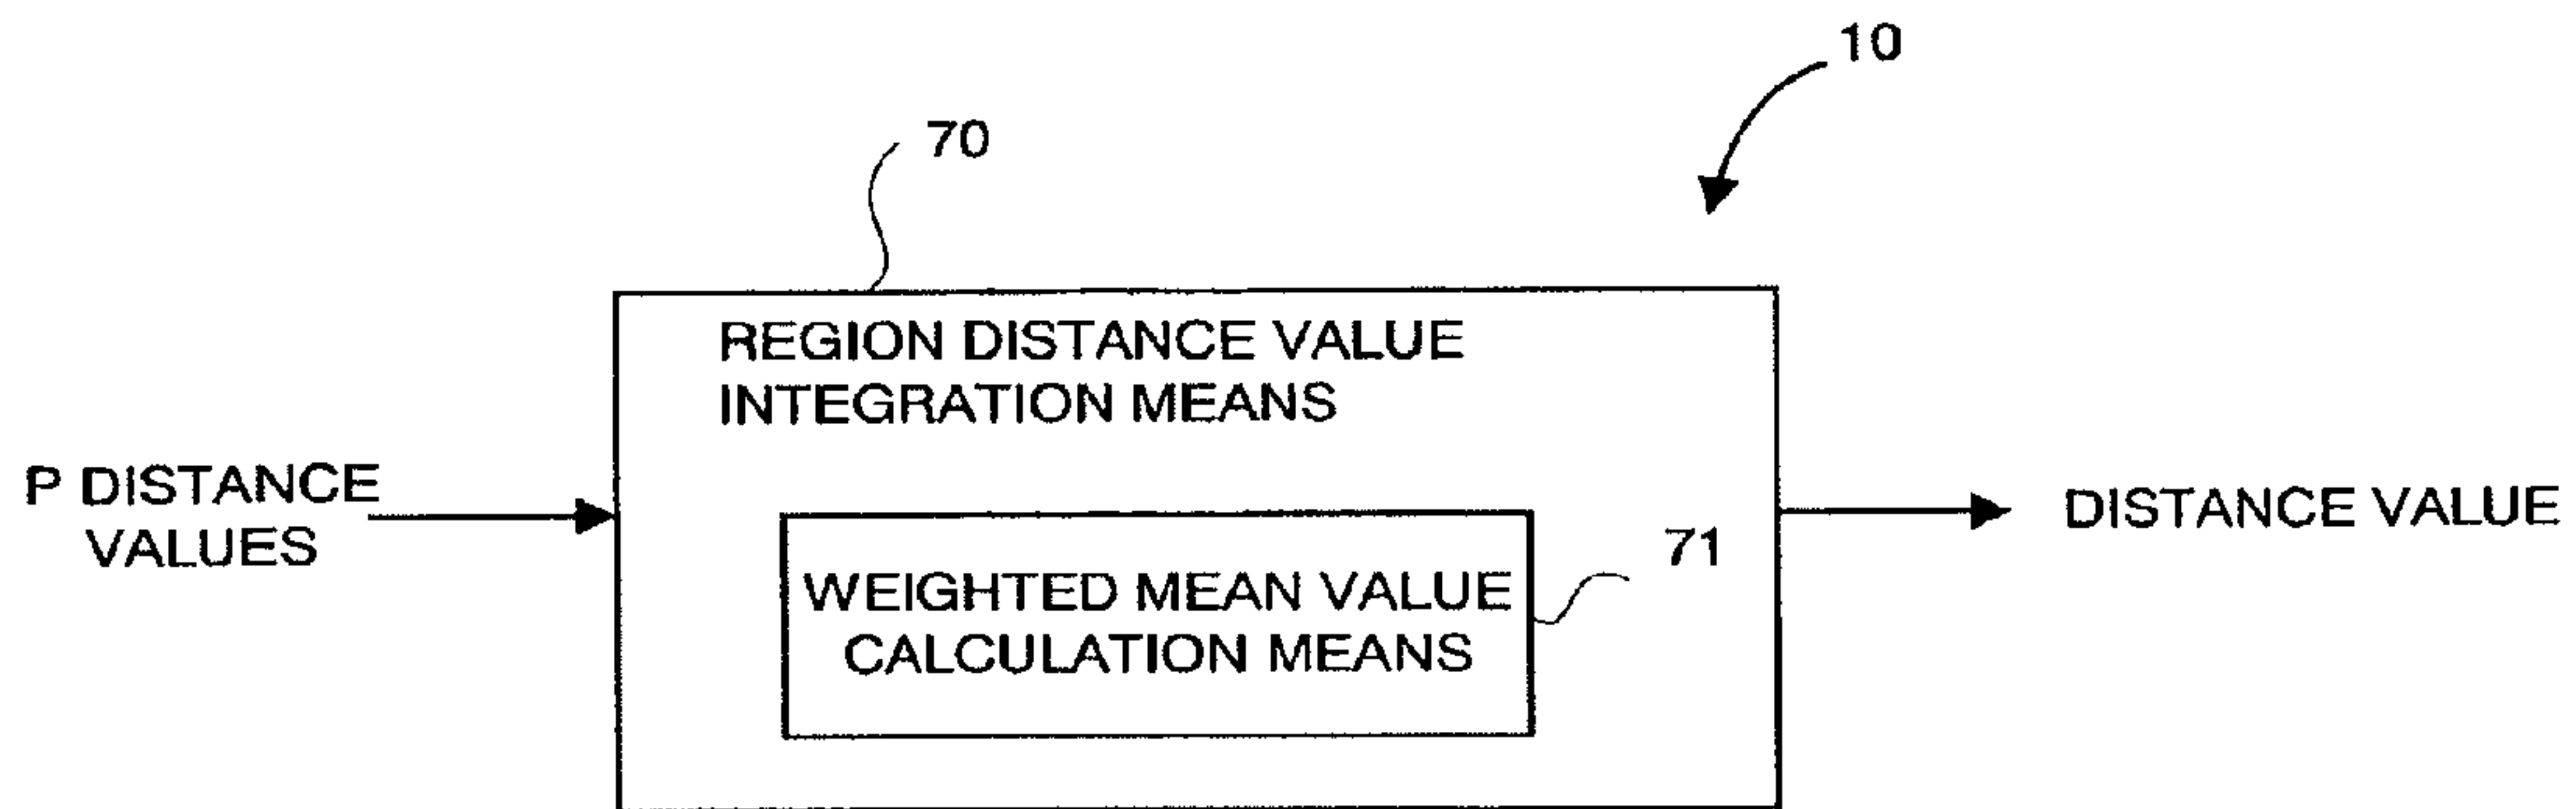 10
70
REGION DISTANCE VALUE
INTEGRATION MEANS
P DISTANCE
VALUES
DISTANCE VALUE
71
WEIGHTED MEAN VALUE
CALCULATION MEANS